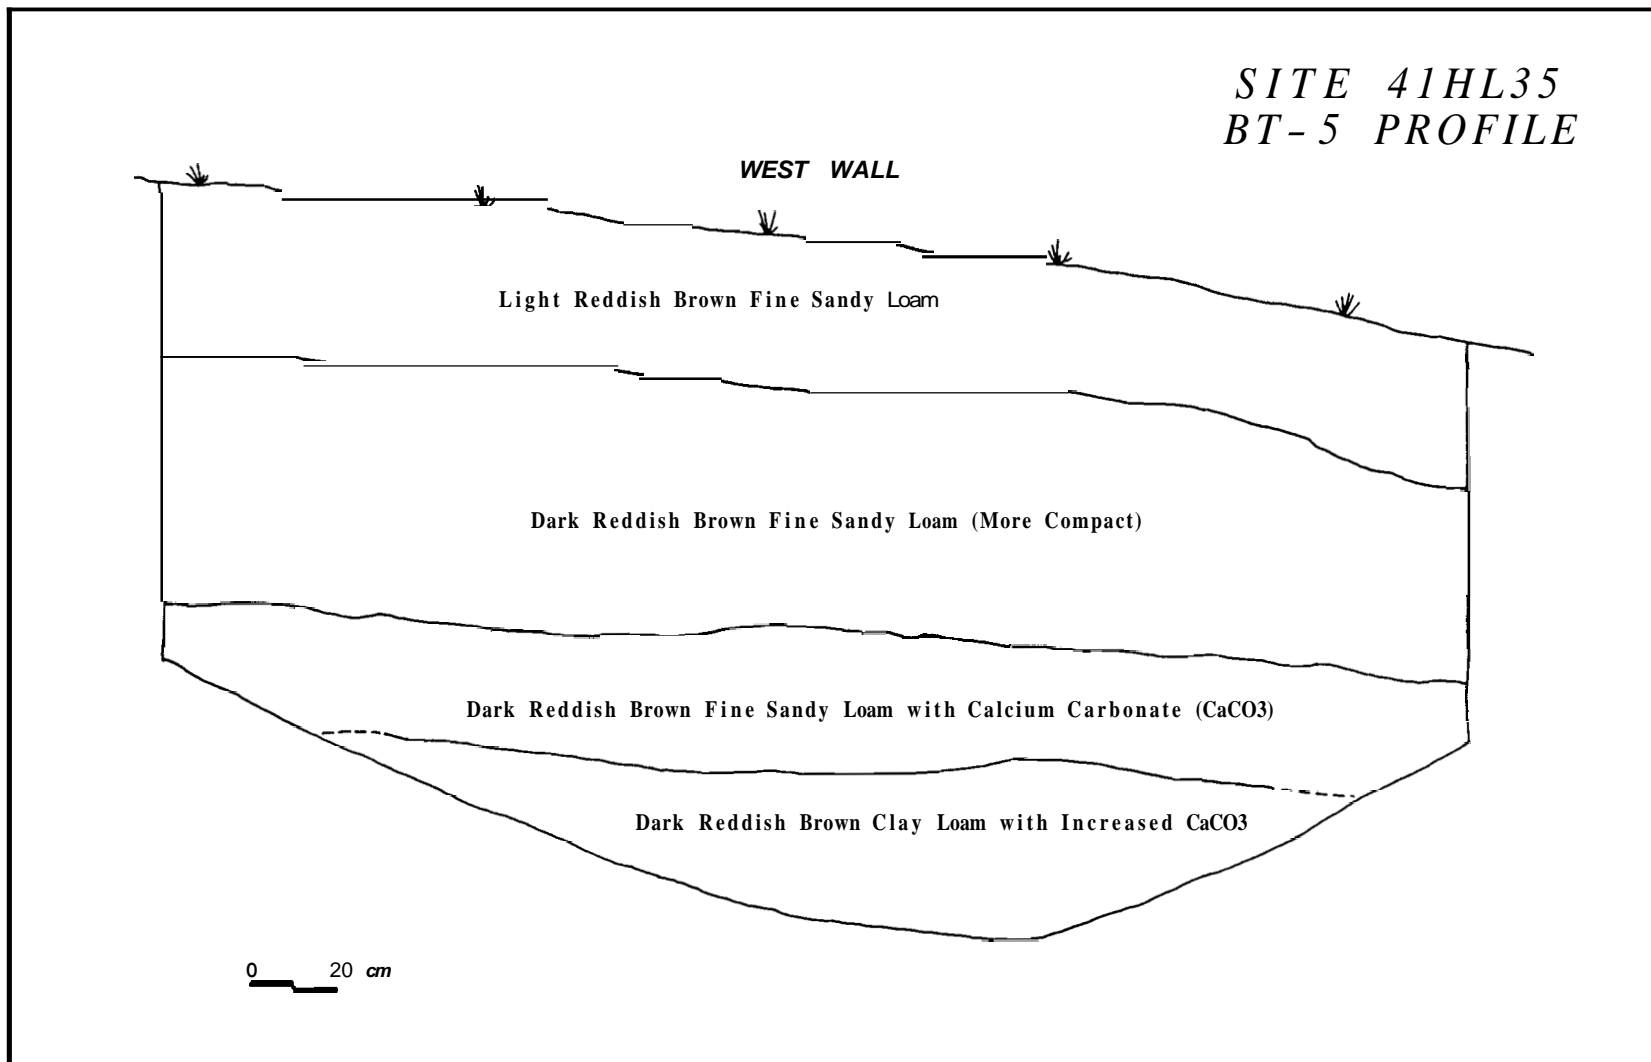 SITE 41HL35
BT-5 PROFILE
WEST WALL
Light Reddish Brown Fine Sandy Loam
Dark Reddish Brown Fine Sandy Loam (More Compact)
Dark Reddish Brown Fine Sandy Loam with Calcium Carbonate (CaCO3)
Dark Reddish Brown Clay Loam with Increased CaCO3
0 20 cm